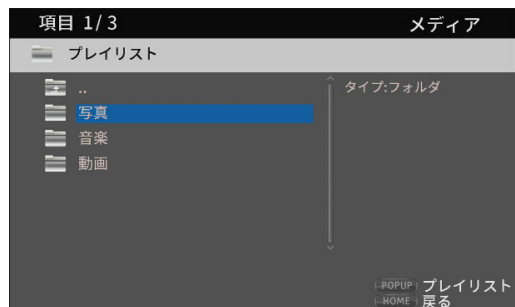 項目 1/3
メディア
プレイリスト
..
写真
タイプ:フォルダ
音楽
動画
POPUP プレイリスト
HOME 戻る